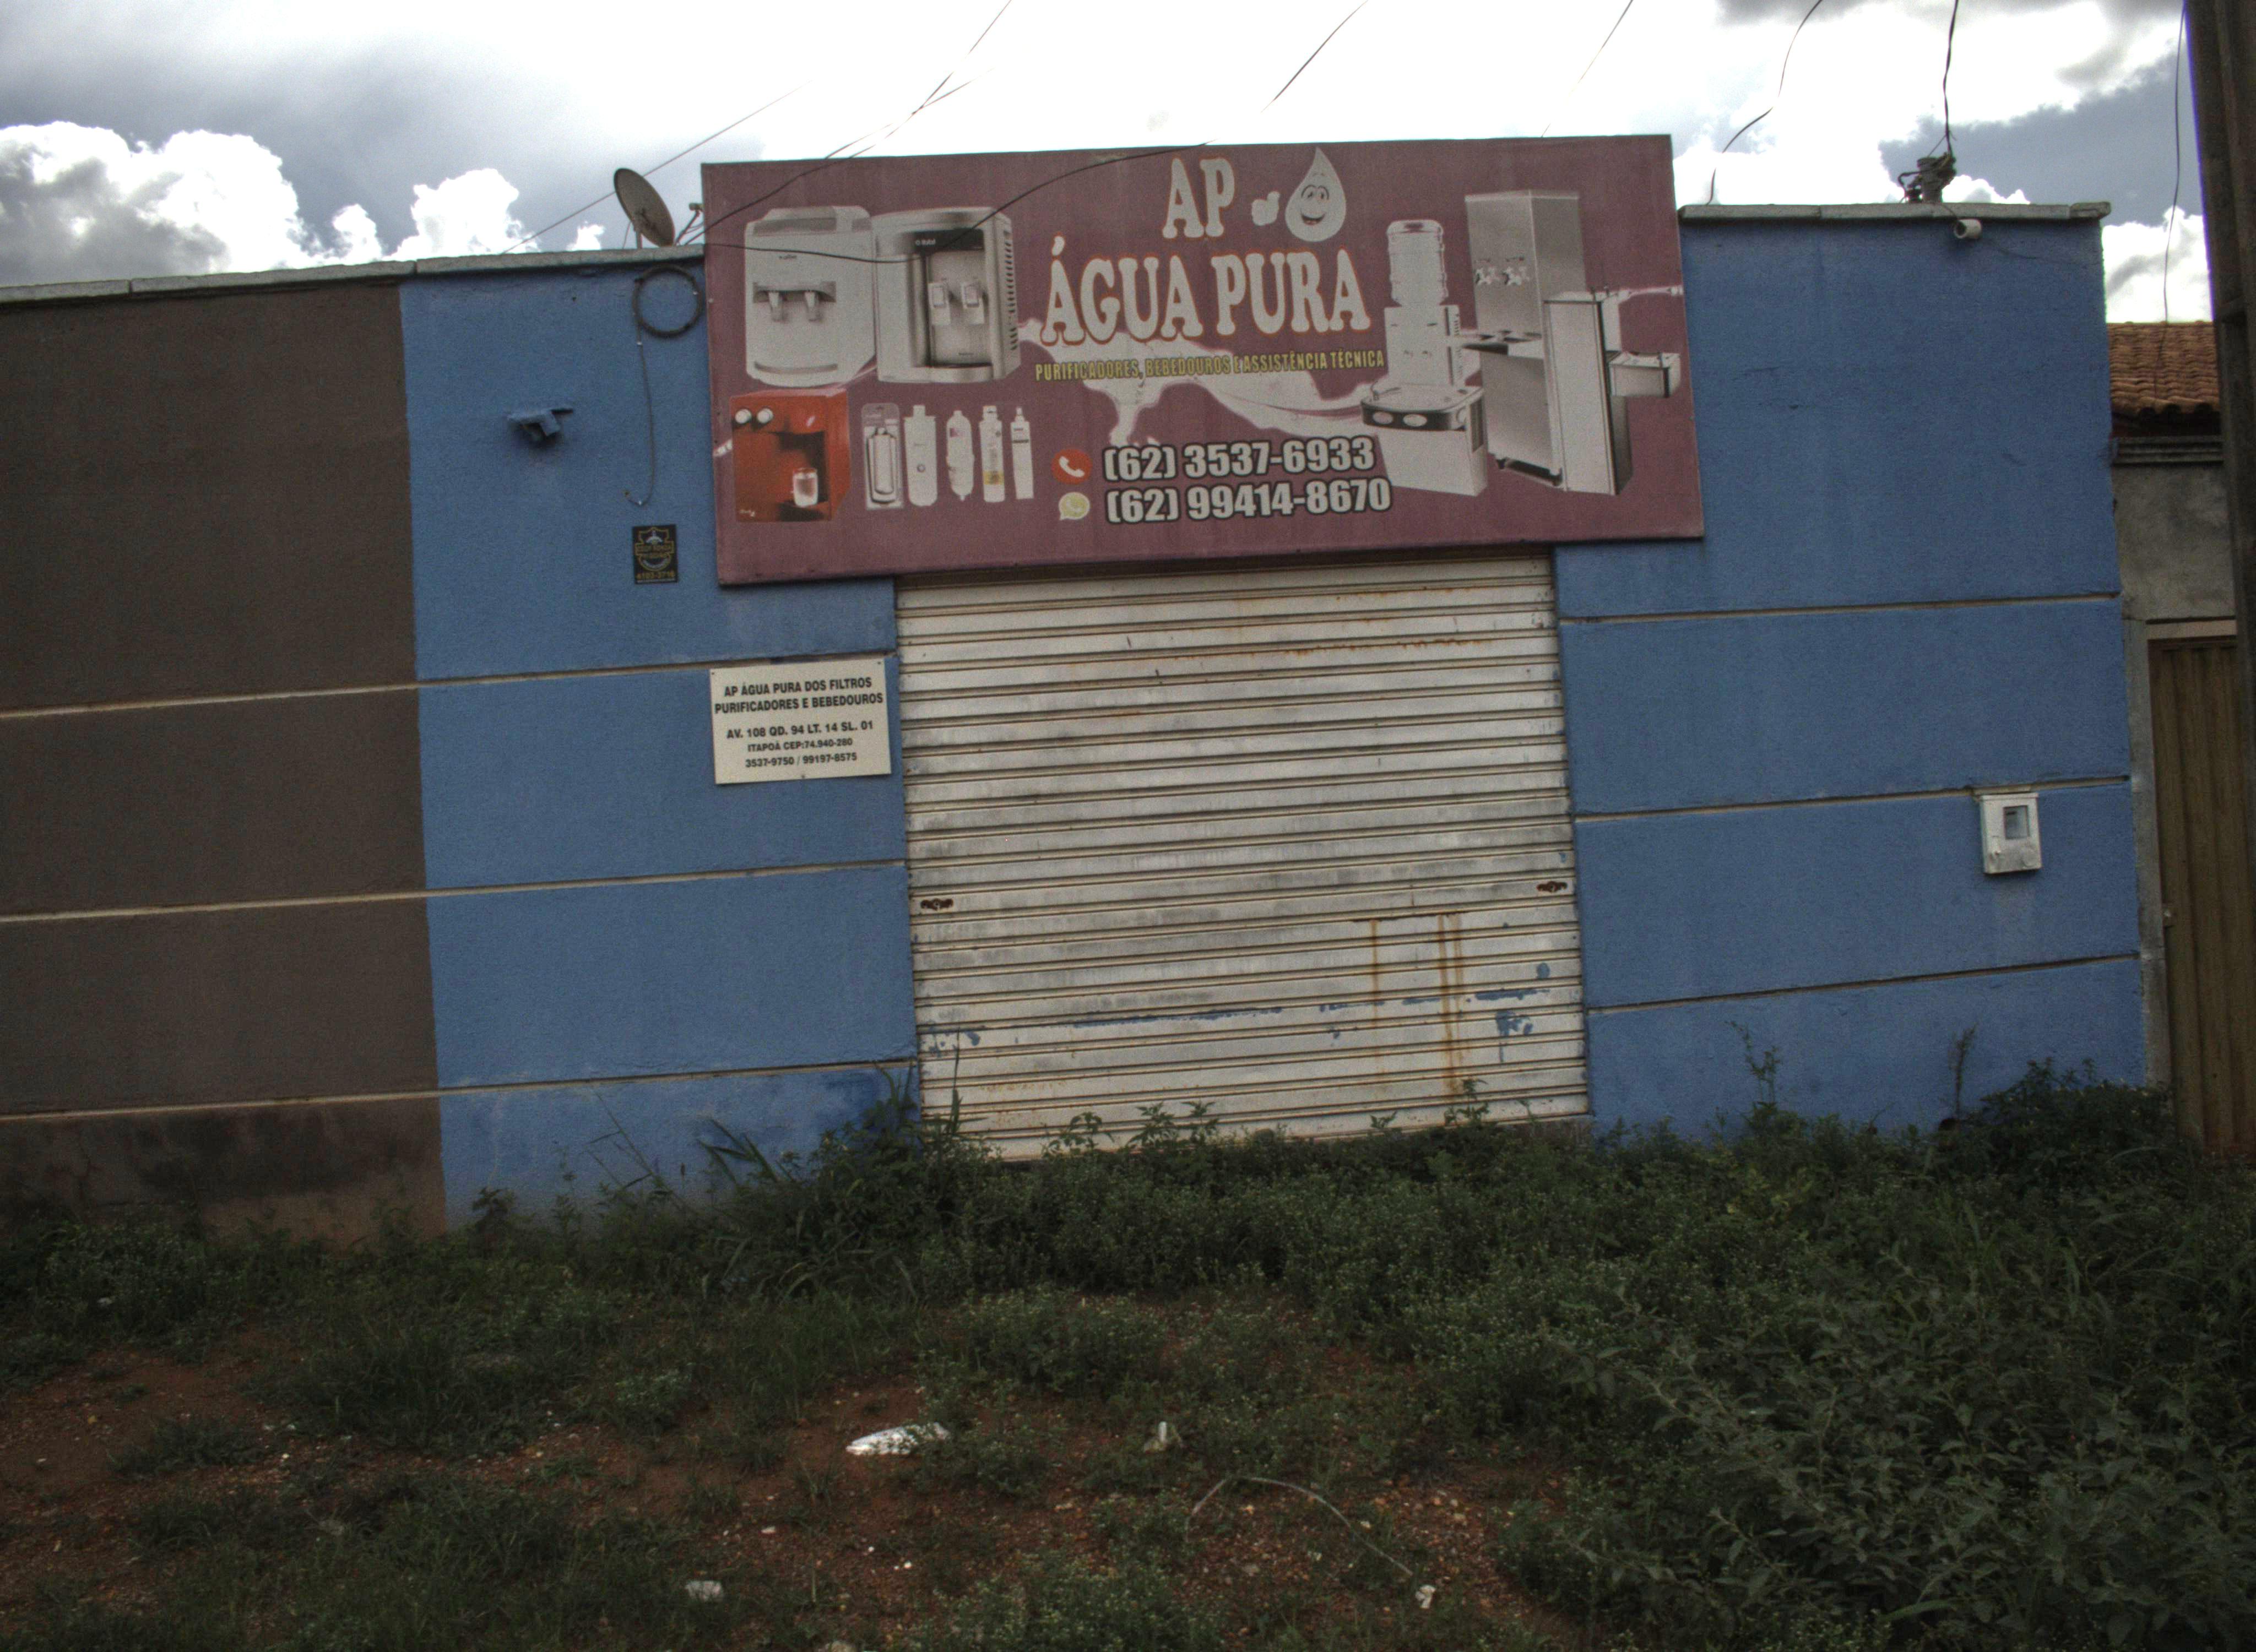 AP
ÁGUA PURA
PURIFICADORES, BEBEDOUROS E ASSISTÊNCIA TÉCNICA
(62) 3537-6933
(62) 99414-8670
AP ÁGUA PURA DOS FILTROS
PURIFICADORES E BEBEDOUROS
AV. 108 QD. 94 LT. 14 SL. 01
ITAPOÃ CEP:74.940-280
3537-9750 / 99197-8575